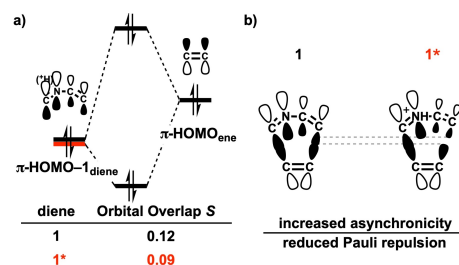 a)
b)
1
1*
(⁺H)
N
C
C
C
C=C
π-HOMOene
π-HOMO–1diene
C
N
C
C
C=C
+
C
NH
C
C
C=C
diene Orbital Overlap S
1 0.12
1* 0.09
increased asynchronicity
reduced Pauli repulsion